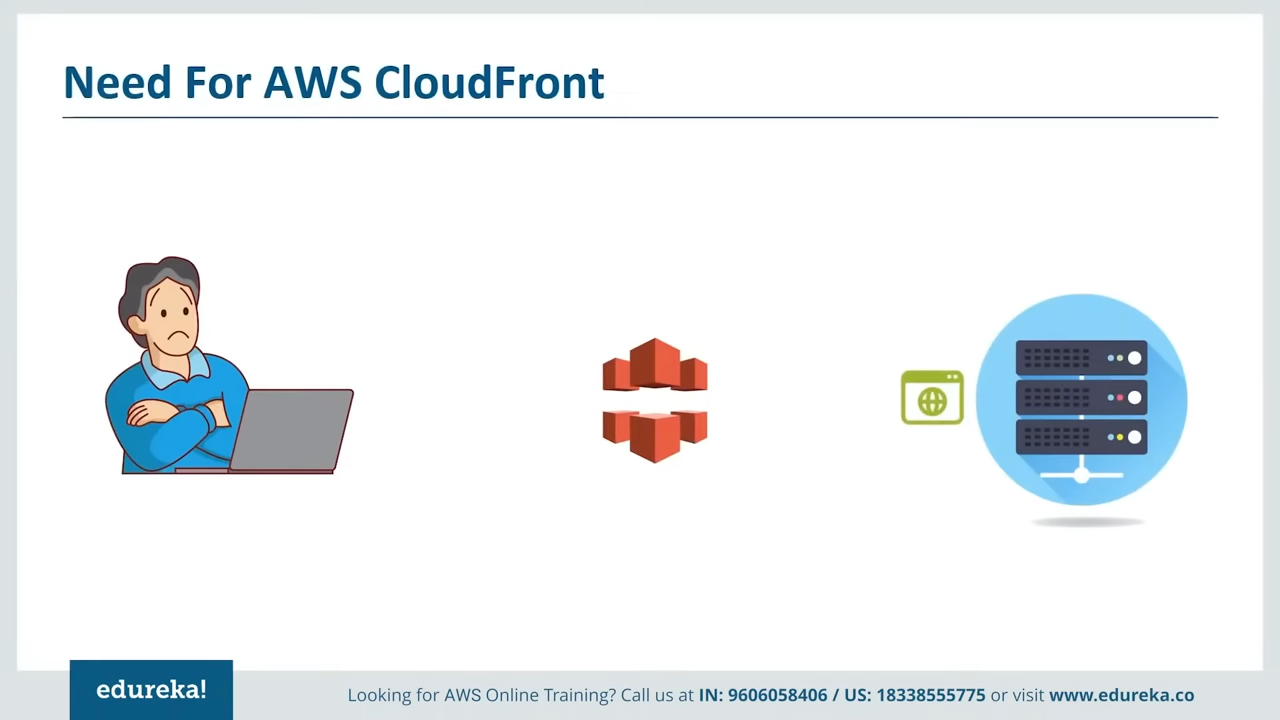 Need For AWS CloudFront
edureka!
Looking for AWS Online Training? Call us at IN: 9606058406 / US: 18338555775 or visit www.edureka.co